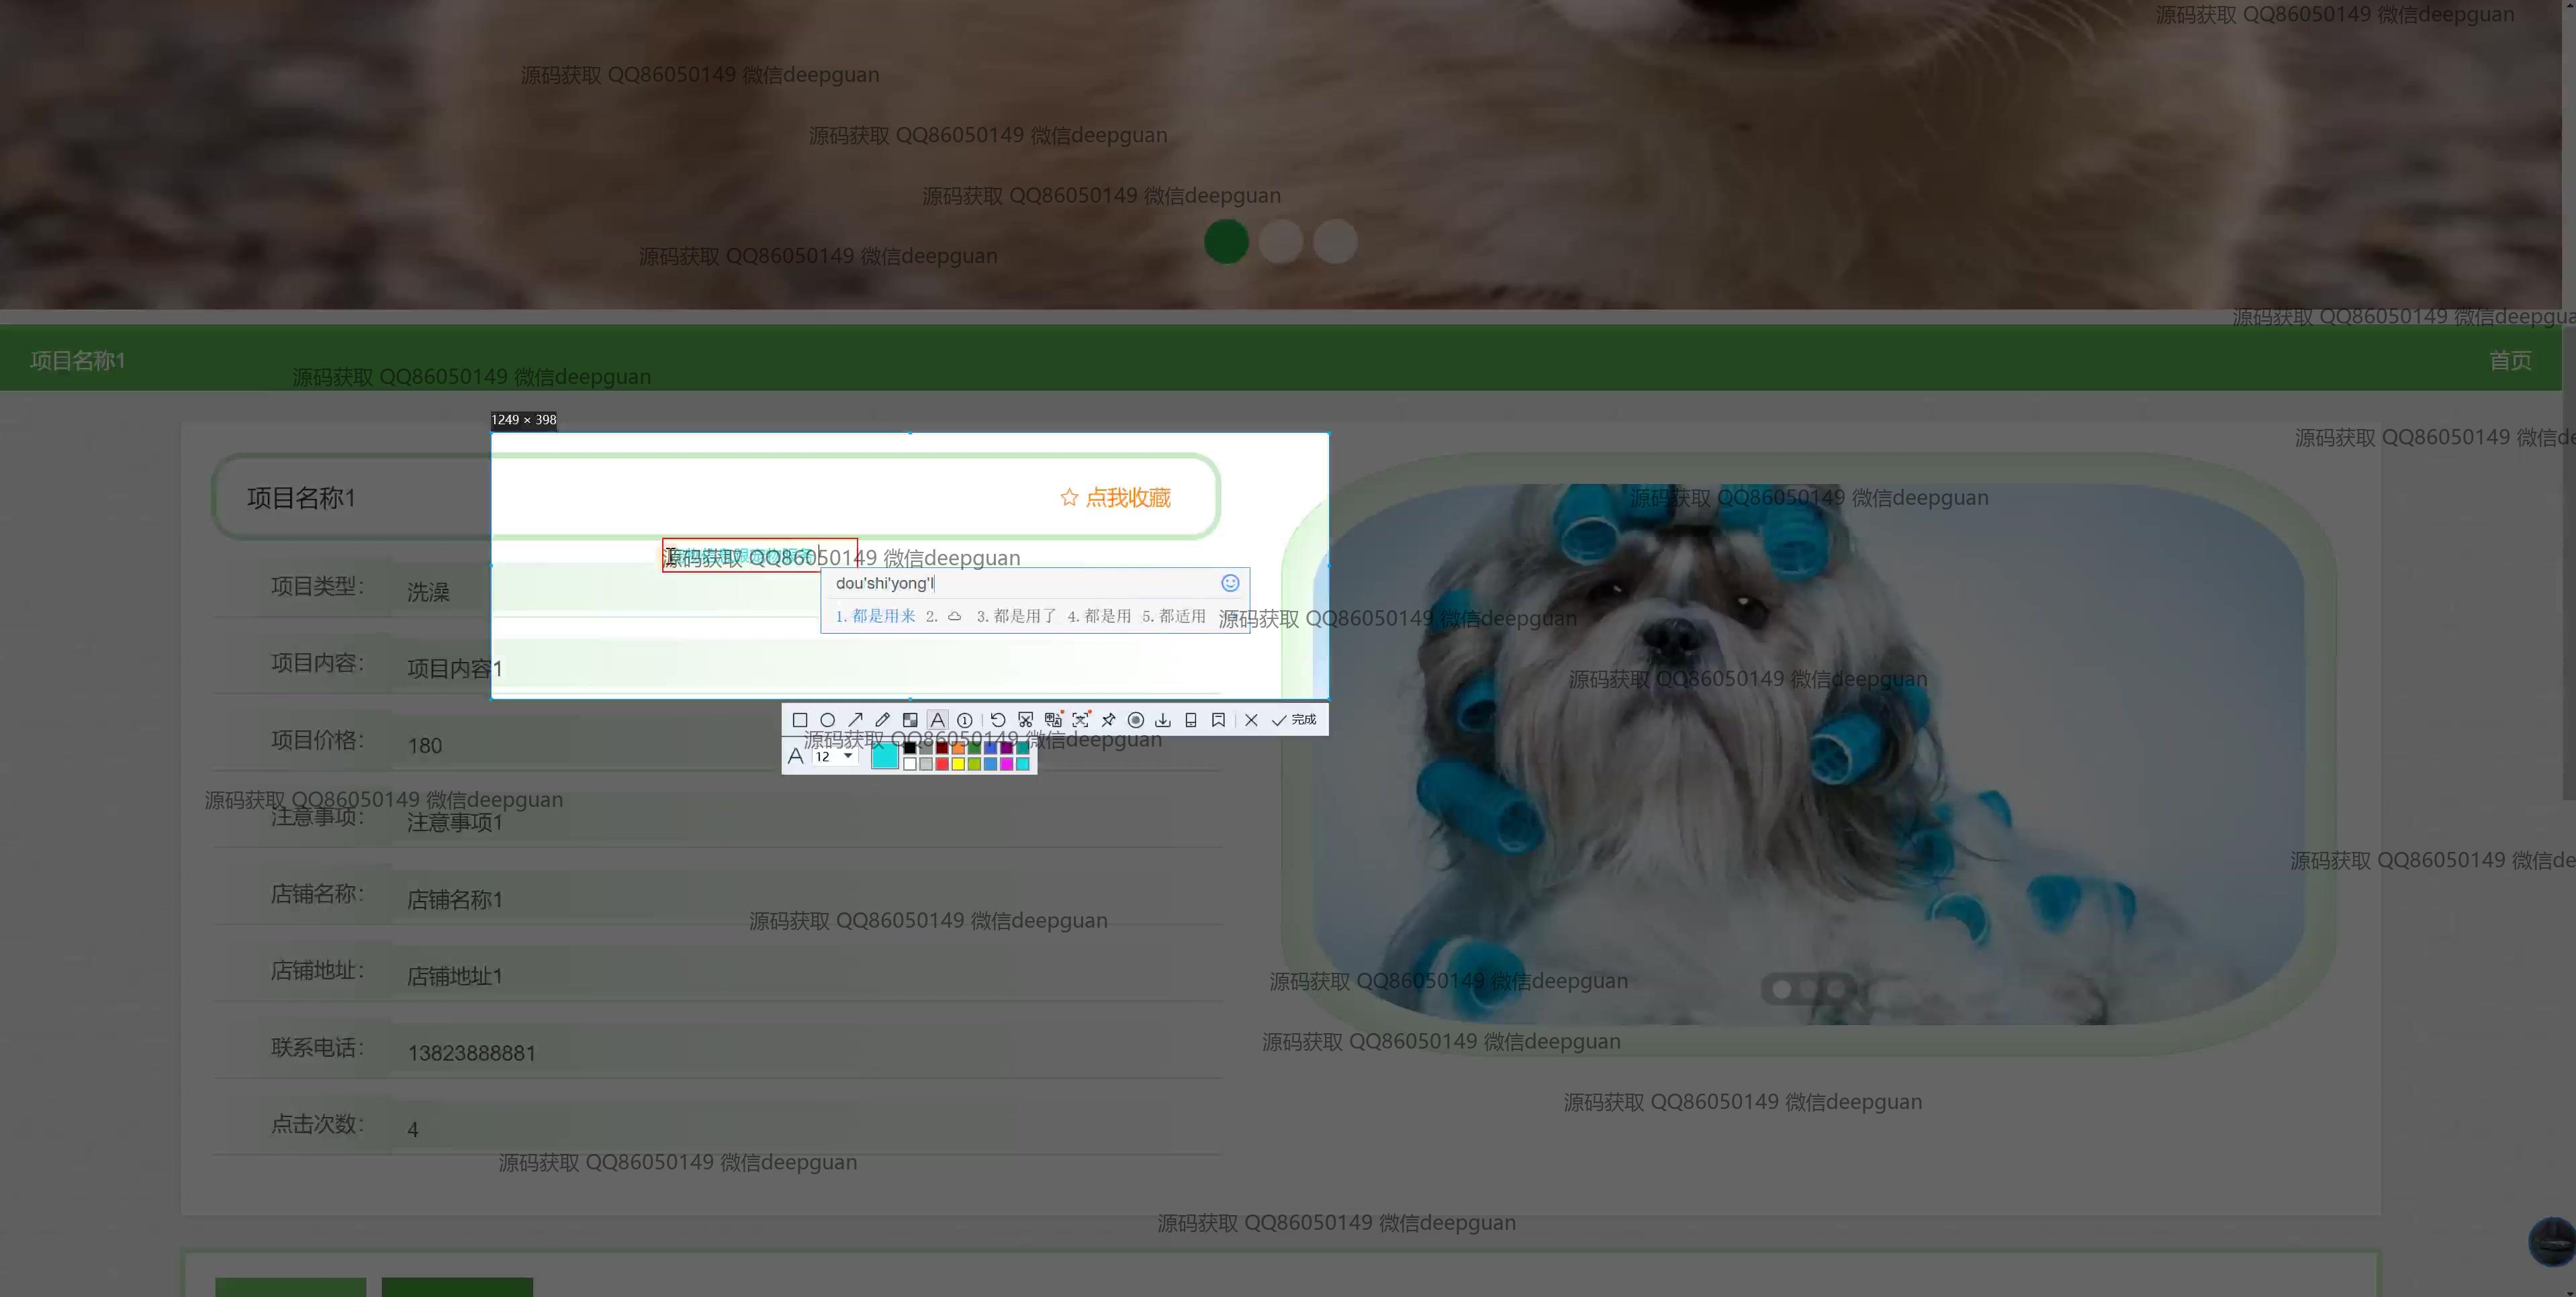 源码获取 QQ86050149 微信deepguan
源码获取 QQ86050149 微信deepguan
源码获取 QQ86050149 微信deepguan
源码获取 QQ86050149 微信deepguan
源码获取 QQ86050149 微信deepguan
源码获取 QQ86050149 微信deepgua
项目名称1
首页
源码获取 QQ86050149 微信deepguan
1249 × 398
源码获取 QQ86050149 微信de
项目名称1
点我收藏
源码获取 QQ86050149 微信deepguan
源码获取 QQ86050149 微信deepguan
项目类型：
洗澡
dou'shi'yong'l
1.都是用来 2. 3.都是用了 4.都是用 5.都适用
源码获取 QQ86050149 微信deepguan
项目内容：
项目内容1
源码获取 QQ86050149 微信deepguan
完成
项目价格：
180
源码获取 QQ86050149 微信deepguan
A 12
源码获取 QQ86050149 微信deepguan
注意事项：
注意事项1
源码获取 QQ86050149 微信de
店铺名称：
店铺名称1
源码获取 QQ86050149 微信deepguan
店铺地址：
店铺地址1
源码获取 QQ86050149 微信deepguan
联系电话：
13823888881
源码获取 QQ86050149 微信deepguan
源码获取 QQ86050149 微信deepguan
点击次数：
4
源码获取 QQ86050149 微信deepguan
源码获取 QQ86050149 微信deepguan